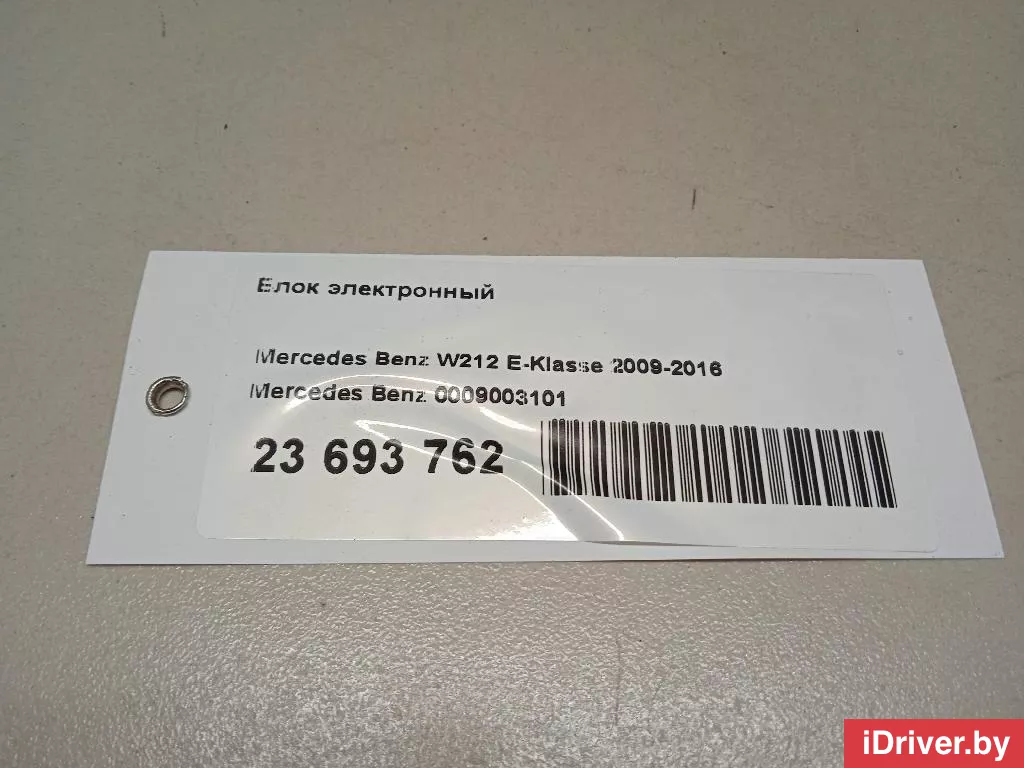 Блок электронный
Mercedes Benz W212 E-Klasse 2009-2016
Mercedes Benz 0009003101
23 693 762
iDriver.by